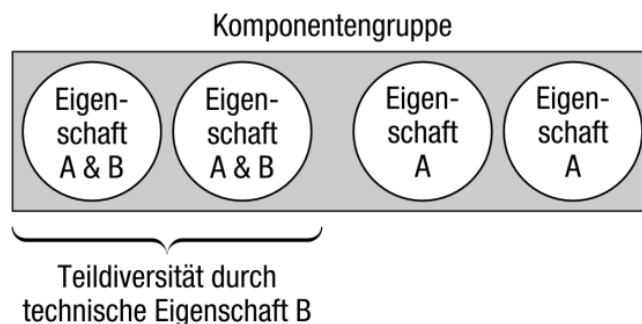 Komponentengruppe
Eigen-
schaft
A & B
Eigen-
schaft
A & B
Eigen-
schaft
A
Eigen-
schaft
A
Teildiversität durch
technische Eigenschaft B